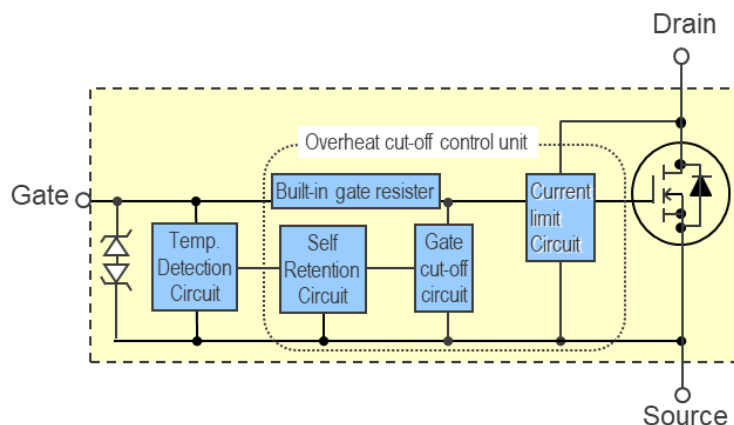 Drain
Overheat cut-off control unit
Gate
Built-in gate resister
Current
limit
Circuit
Temp.
Detection
Circuit
Self
Retention
Circuit
Gate
cut-off
circuit
Source